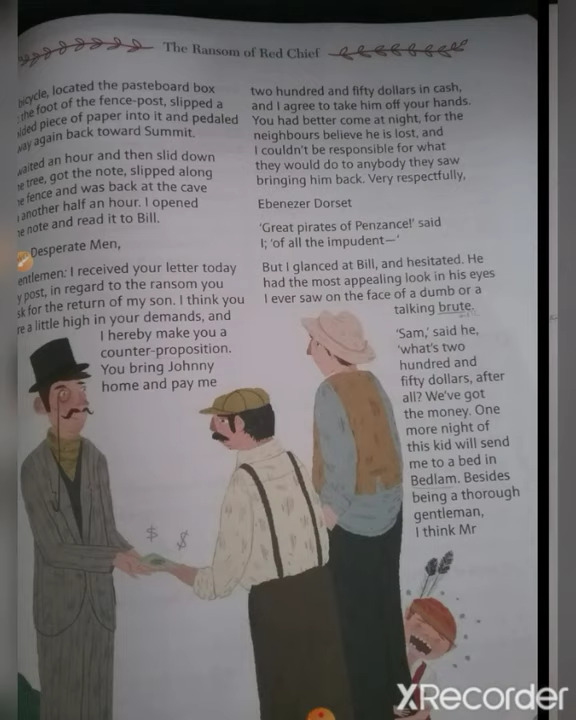 The Ransom of Red Chief
bicycle, located the pasteboard box
the foot of the fence-post, slipped a
piece of paper into it and pedaled
again back toward Summit.
waited an hour and then slid down
tree, got the note, slipped along
fence and was back at the cave
another half an hour. I opened
note and read it to Bill.
Desperate Men,
entlemen: I received your letter today
post, in regard to the ransom you
sk for the return of my son. I think you
re a little high in your demands, and
I hereby make you a
counter-proposition.
You bring Johnny
home and pay me
two hundred and fifty dollars in cash,
and I agree to take him off your hands.
You had better come at night, for the
neighbours believe he is lost, and
I couldn't be responsible for what
they would do to anybody they saw
bringing him back. Very respectfully,
Ebenezer Dorset
'Great pirates of Penzance!' said
I; 'of all the impudent—'
But I glanced at Bill, and hesitated. He
had the most appealing look in his eyes
I ever saw on the face of a dumb or a
talking brute.
'Sam,' said he,
'what's two
hundred and
fifty dollars, after
all? We've got
the money. One
more night of
this kid will send
me to a bed in
Bedlam. Besides
being a thorough
gentleman,
I think Mr
$ $
XRecorder